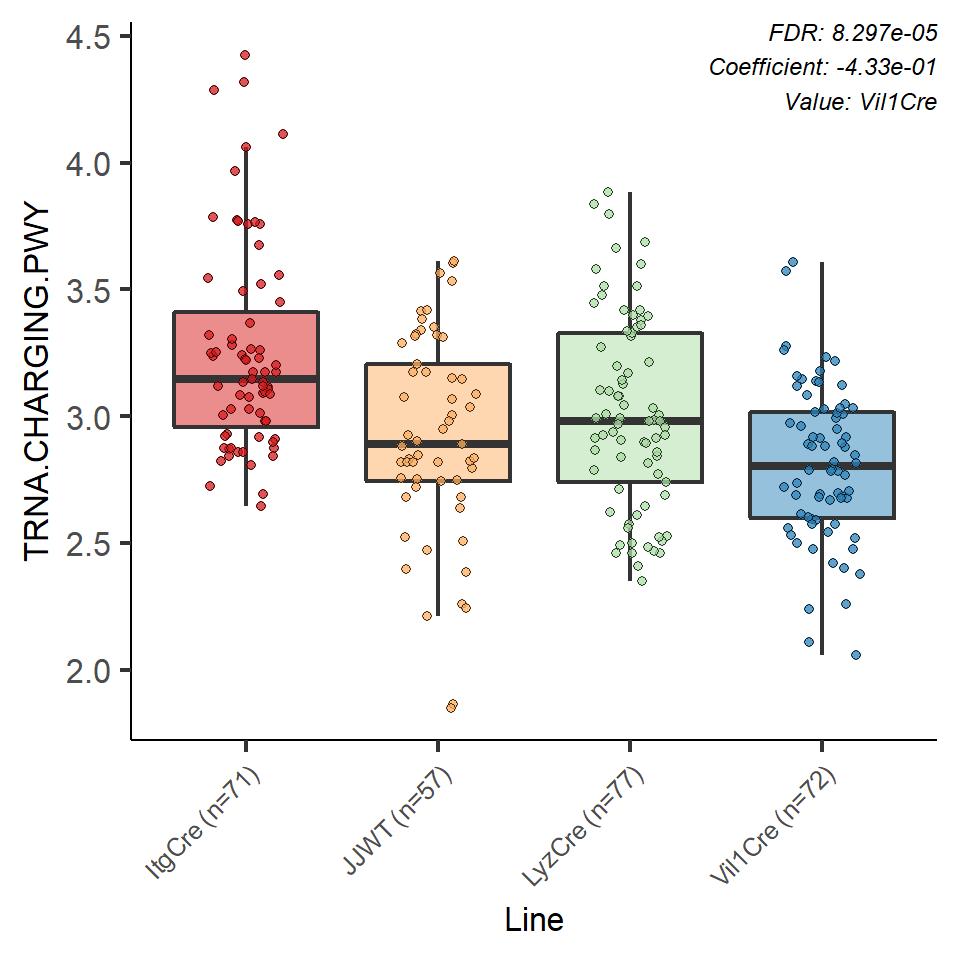 FDR: 8.297e-05
Coefficient: -4.33e-01
Value: Vil1Cre
TRNA.CHARGING.PWY
4.5
4.0
3.5
3.0
2.5
2.0
ItgCre (n=71)
JJWT (n=57)
LyzCre (n=77)
Vil1Cre (n=72)
Line